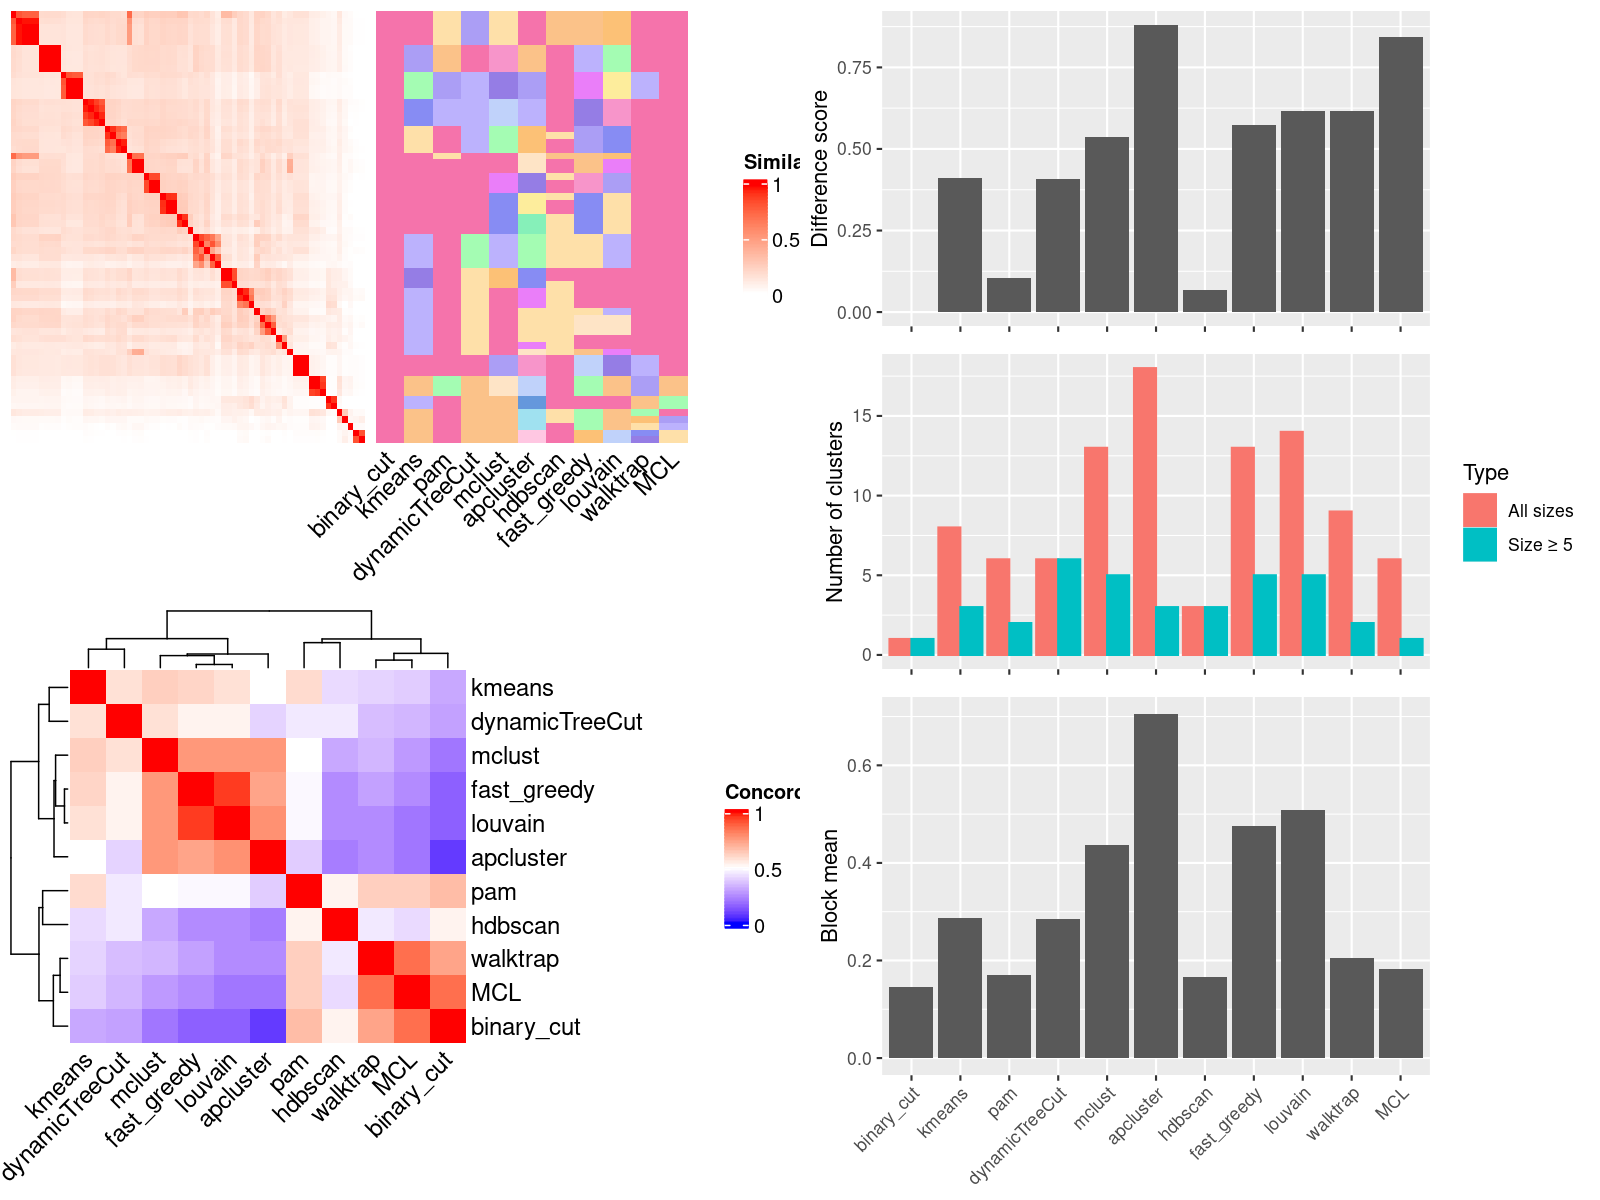 Simila
1
0.5
0
binary_cut
kmeans
pam
dynamicTreeCut
mclust
apcluster
hdbscan
fast_greedy
louvain
walktrap
MCL
kmeans
dynamicTreeCut
mclust
fast_greedy
louvain
apcluster
pam
hdbscan
walktrap
MCL
binary_cut
Concord
1
0.5
0
kmeans
dynamicTreeCut
mclust
fast_greedy
louvain
apcluster
pam
hdbscan
walktrap
MCL
binary_cut
Difference score
0.75
0.50
0.25
0.00
Number of clusters
15
10
5
0
Type
All sizes
Size ≥ 5
Block mean
0.6
0.4
0.2
0.0
binary_cut
kmeans
pam
dynamicTreeCut
mclust
apcluster
hdbscan
fast_greedy
louvain
walktrap
MCL